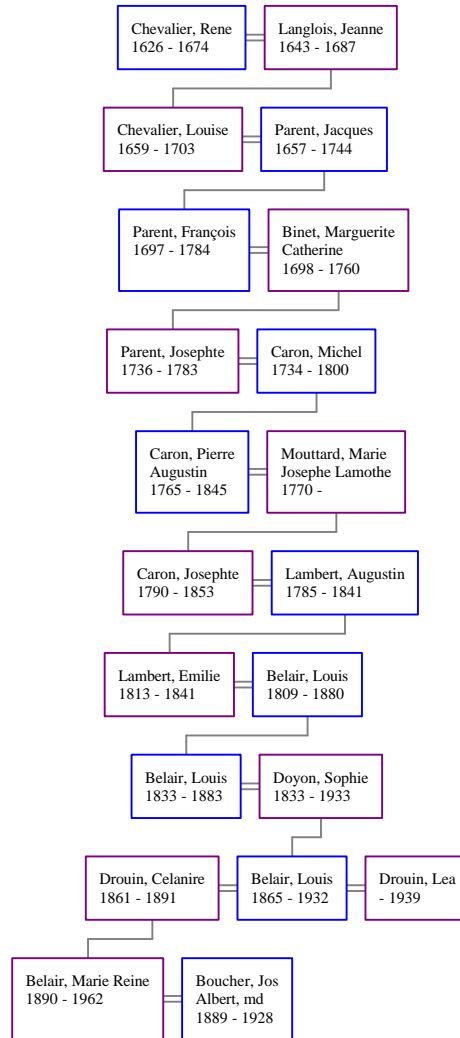 Chevalier, Rene
1626 - 1674
Langlois, Jeanne
1643 - 1687
Chevalier, Louise
1659 - 1703
Parent, Jacques
1657 - 1744
Parent, François
1697 - 1784
Binet, Marguerite
Catherine
1698 - 1760
Parent, Josephte
1736 - 1783
Caron, Michel
1734 - 1800
Caron, Pierre
Augustin
1765 - 1845
Mouttard, Marie
Josephe Lamothe
1770 -
Caron, Josephte
1790 - 1853
Lambert, Augustin
1785 - 1841
Lambert, Emilie
1813 - 1841
Belair, Louis
1809 - 1880
Belair, Louis
1833 - 1883
Doyon, Sophie
1833 - 1933
Drouin, Celanire
1861 - 1891
Belair, Louis
1865 - 1932
Drouin, Lea
- 1939
Belair, Marie Reine
1890 - 1962
Boucher, Jos
Albert, md
1889 - 1928